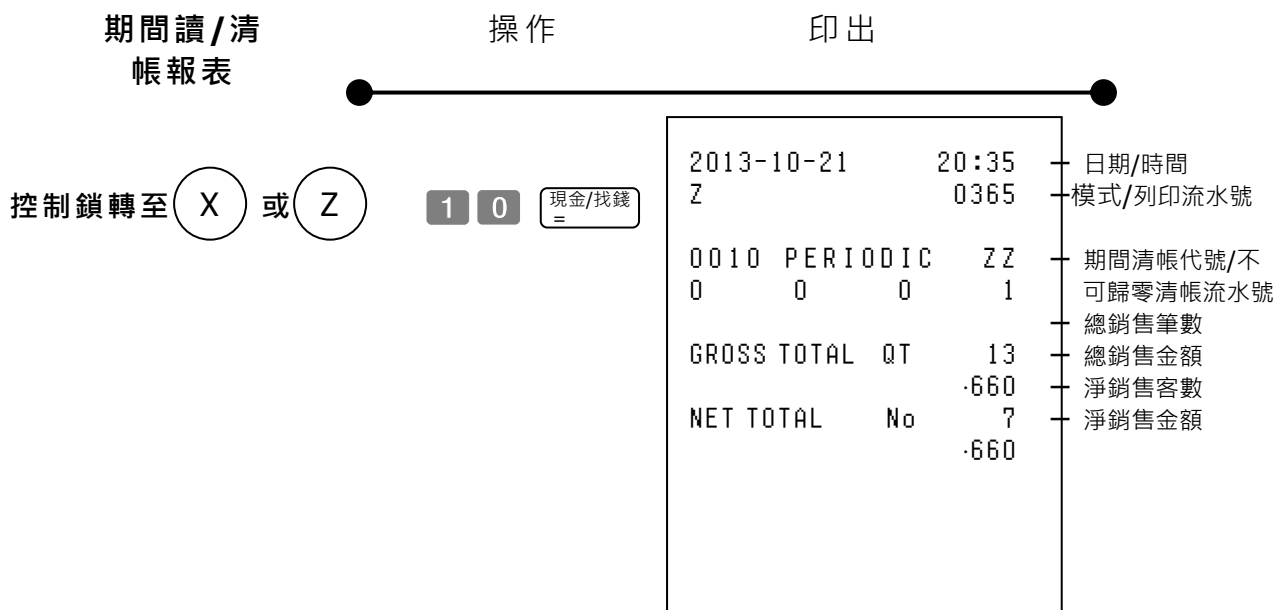 期間讀/清 操作 印出
帳報表
2013-10-21 20:35 日期/時間
控制鎖轉至 X 或 Z 1 0 現金/找錢
=
Z 0365 模式/列印流水號
0010 PERIODIC ZZ 期間清帳代號/不
0 0 0 1 可歸零清帳流水號
總銷售筆數
GROSS TOTAL QT 13 總銷售金額
·660 淨銷售客數
NET TOTAL No 7 淨銷售金額
·660